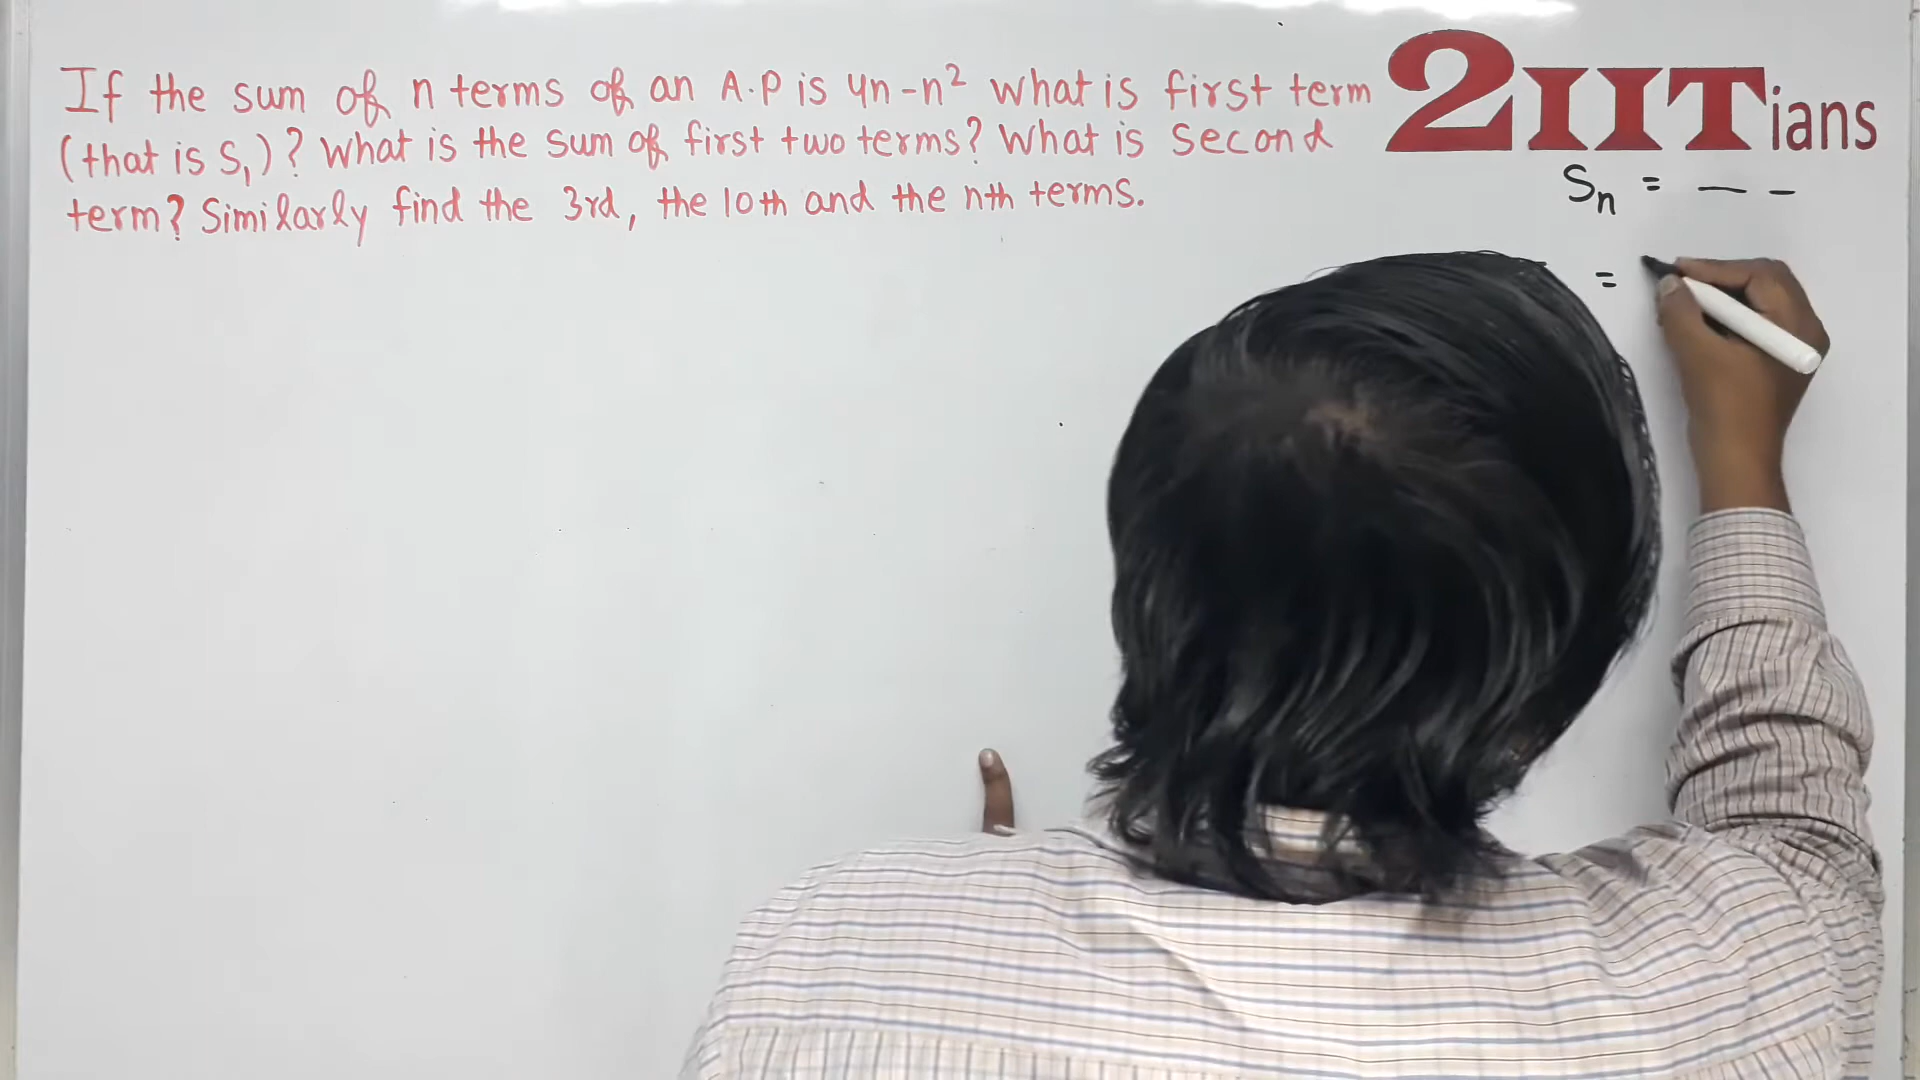 If the sum of n terms of an A.P is 4n-n² what is first term
(that is S₁)? what is the sum of first two terms? What is second
term? Similarly find the 3rd, the 10th and the nth terms.
2IITians
Sn = — -
=